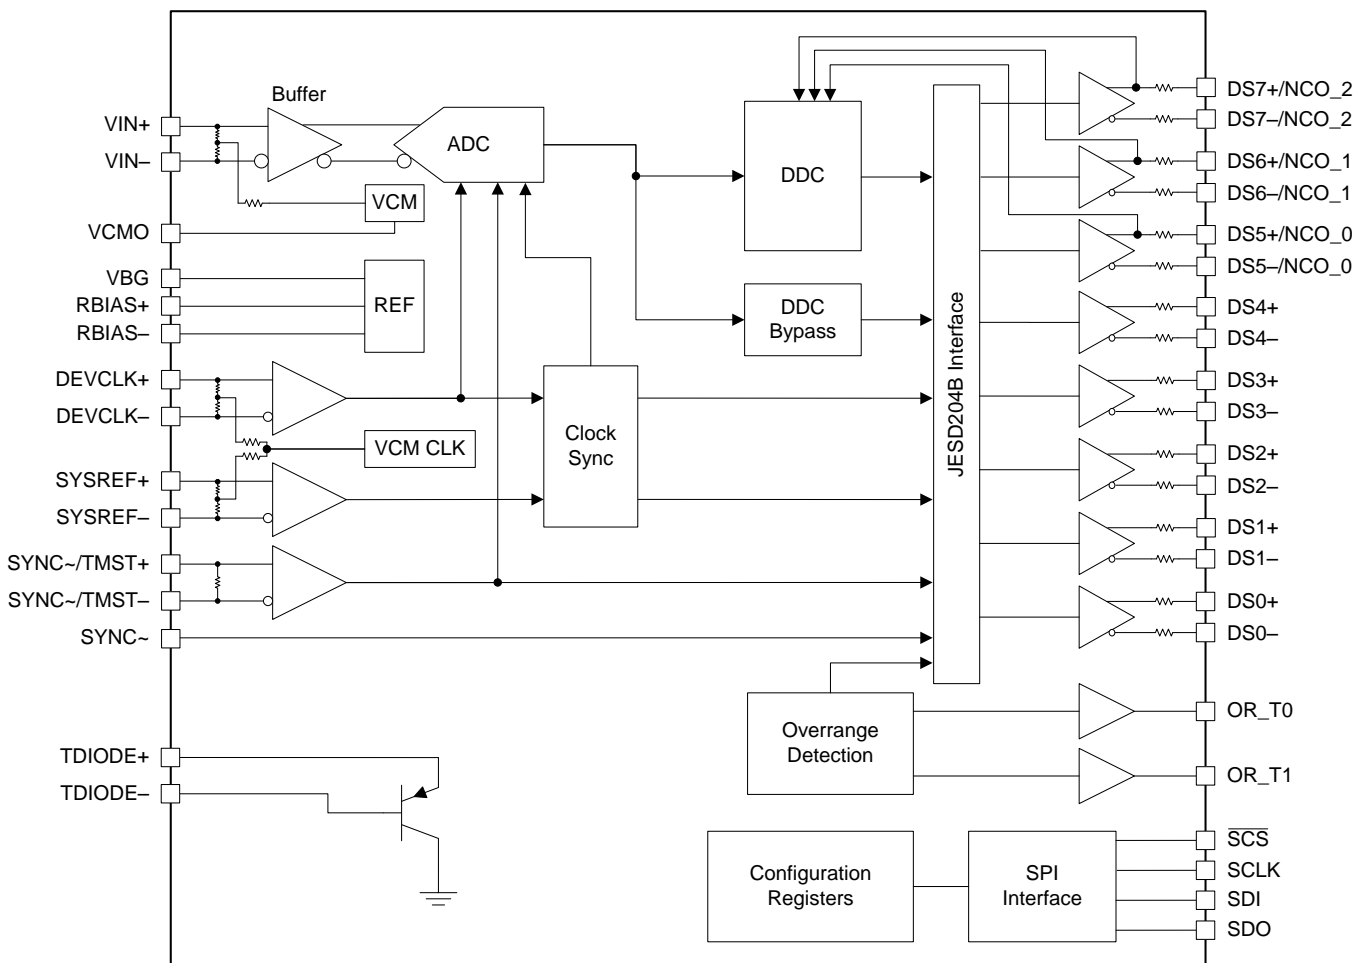 Buffer
VIN+
VIN–
VCMO
VBG
RBIAS+
RBIAS–
DEVCLK+
DEVCLK–
SYSREF+
SYSREF–
SYNC~/TMST+
SYNC~/TMST–
SYNC~
TDIODE+
TDIODE–
ADC
VCM
REF
VCM CLK
Clock
Sync
DDC
DDC
Bypass
JESD204B Interface
Overrange
Detection
Configuration
Registers
SPI
Interface
DS7+/NCO_2
DS7–/NCO_2
DS6+/NCO_1
DS6–/NCO_1
DS5+/NCO_0
DS5–/NCO_0
DS4+
DS4–
DS3+
DS3–
DS2+
DS2–
DS1+
DS1–
DS0+
DS0–
OR_T0
OR_T1
S̅C̅S̅
SCLK
SDI
SDO